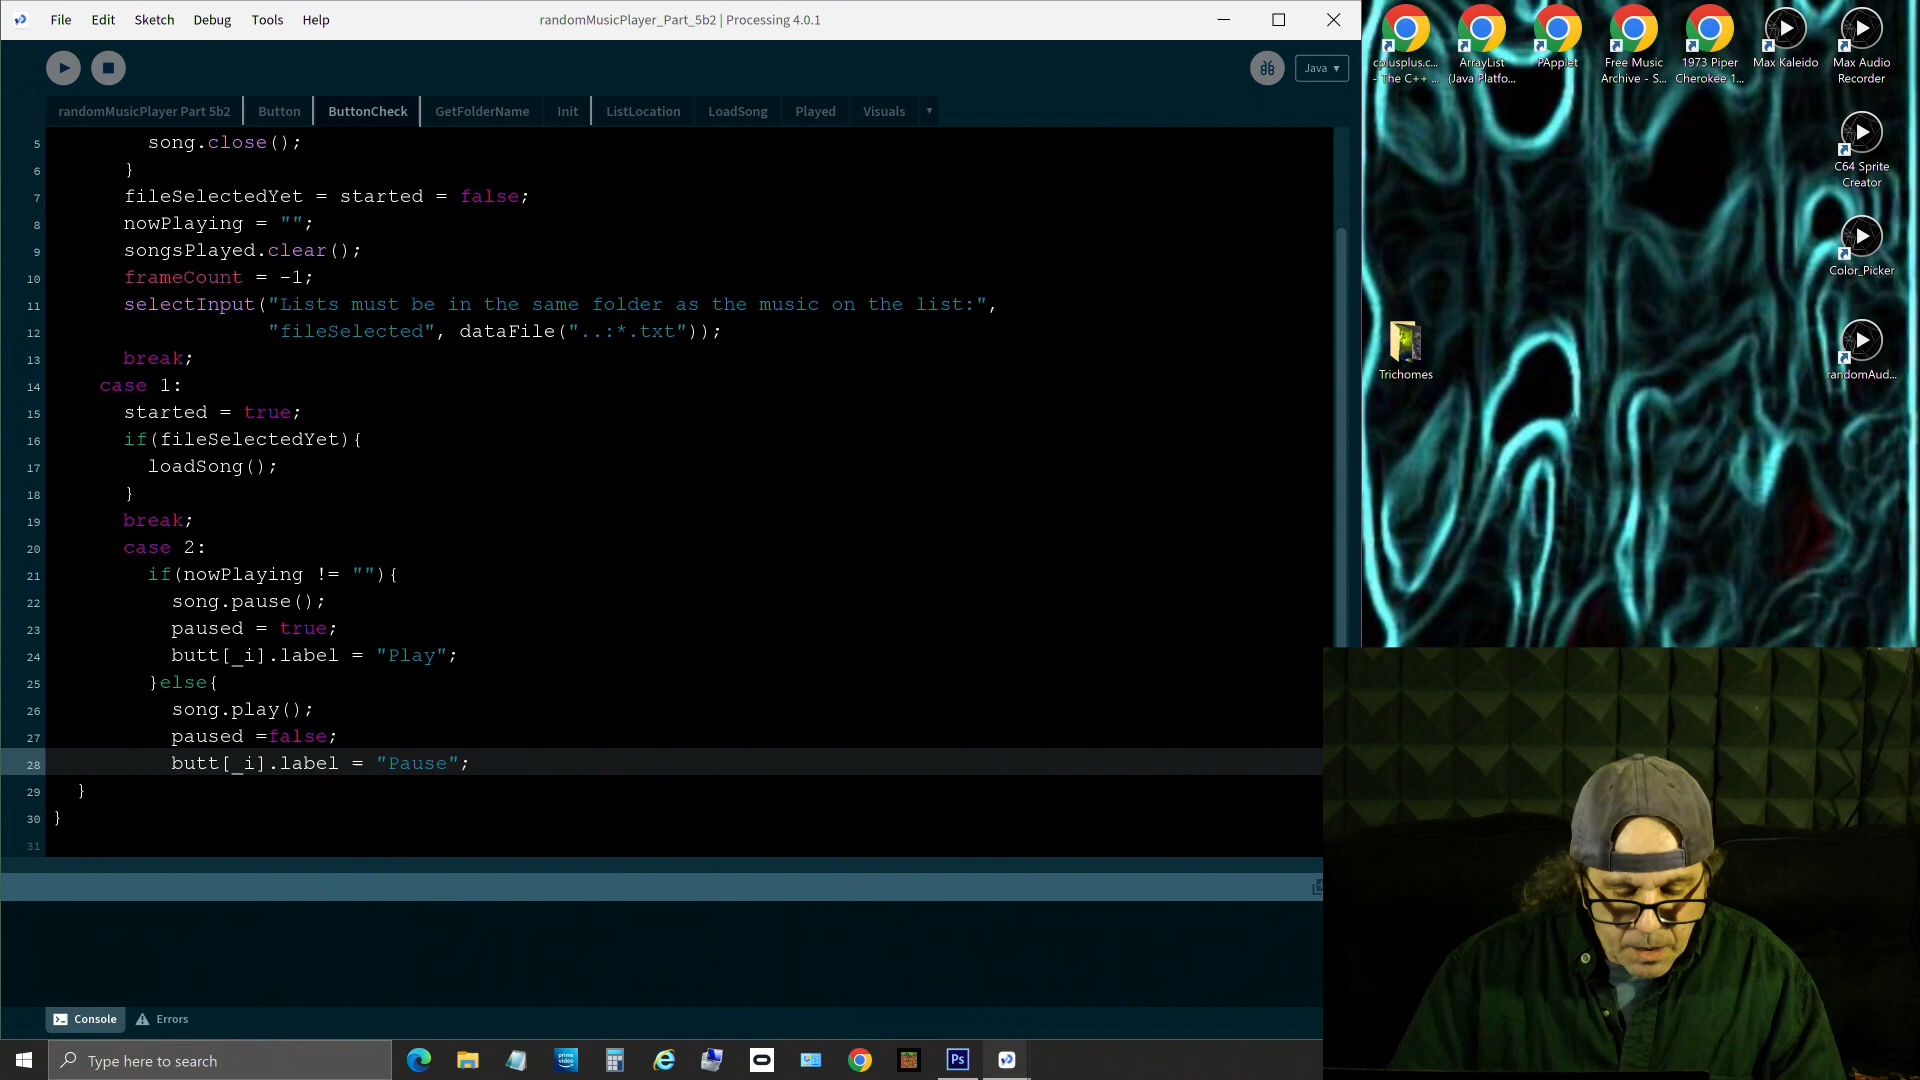 File Edit Sketch Debug Tools Help
randomMusicPlayer_Part_5b2 | Processing 4.0.1
Java ▾
randomMusicPlayer Part 5b2 Button ButtonCheck GetFolderName Init ListLocation LoadSong Played Visuals ▾
5 song.close();
6 }
7 fileSelectedYet = started = false;
8 nowPlaying = "";
9 songsPlayed.clear();
10 frameCount = -1;
11 selectInput("Lists must be in the same folder as the music on the list:",
12 "fileSelected", dataFile("..:*.txt"));
13 break;
14 case 1:
15 started = true;
16 if(fileSelectedYet){
17 loadSong();
18 }
19 break;
20 case 2:
21 if(nowPlaying != ""){
22 song.pause();
23 paused = true;
24 butt[_i].label = "Play";
25 }else{
26 song.play();
27 paused =false;
28 butt[_i].label = "Pause";
29 }
30 }
31
Console Errors
Type here to search
prime video
Ps
cplusplus.c...
- The C++ ...
ArrayList
(Java Platfo...
PApplet
Free Music
Archive - S...
1973 Piper
Cherokee 1...
Max Kaleido
Max Audio
Recorder
C64 Sprite
Creator
Color_Picker
Trichomes
randomAud...